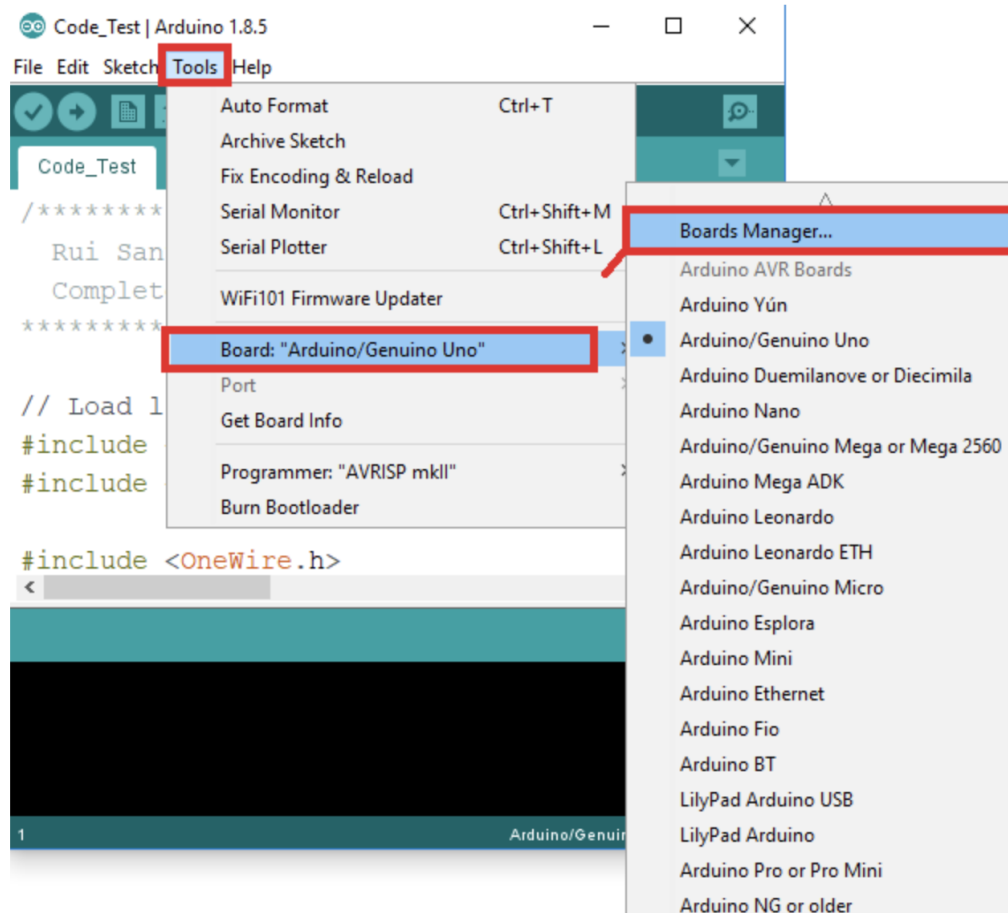 Code_Test | Arduino 1.8.5
File Edit Sketch Tools Help
Code_Test
/********
Rui San
Complet
*********
// Load l
#include
#include
#include <OneWire.h>
1
Arduino/Genuin
Auto Format Ctrl+T
Archive Sketch
Fix Encoding & Reload
Serial Monitor Ctrl+Shift+M
Serial Plotter Ctrl+Shift+L
WiFi101 Firmware Updater
Board: "Arduino/Genuino Uno"
Port
Get Board Info
Programmer: "AVRISP mkII"
Burn Bootloader
Boards Manager...
Arduino AVR Boards
Arduino Yún
Arduino/Genuino Uno
Arduino Duemilanove or Diecimila
Arduino Nano
Arduino/Genuino Mega or Mega 2560
Arduino Mega ADK
Arduino Leonardo
Arduino Leonardo ETH
Arduino/Genuino Micro
Arduino Esplora
Arduino Mini
Arduino Ethernet
Arduino Fio
Arduino BT
LilyPad Arduino USB
LilyPad Arduino
Arduino Pro or Pro Mini
Arduino NG or older